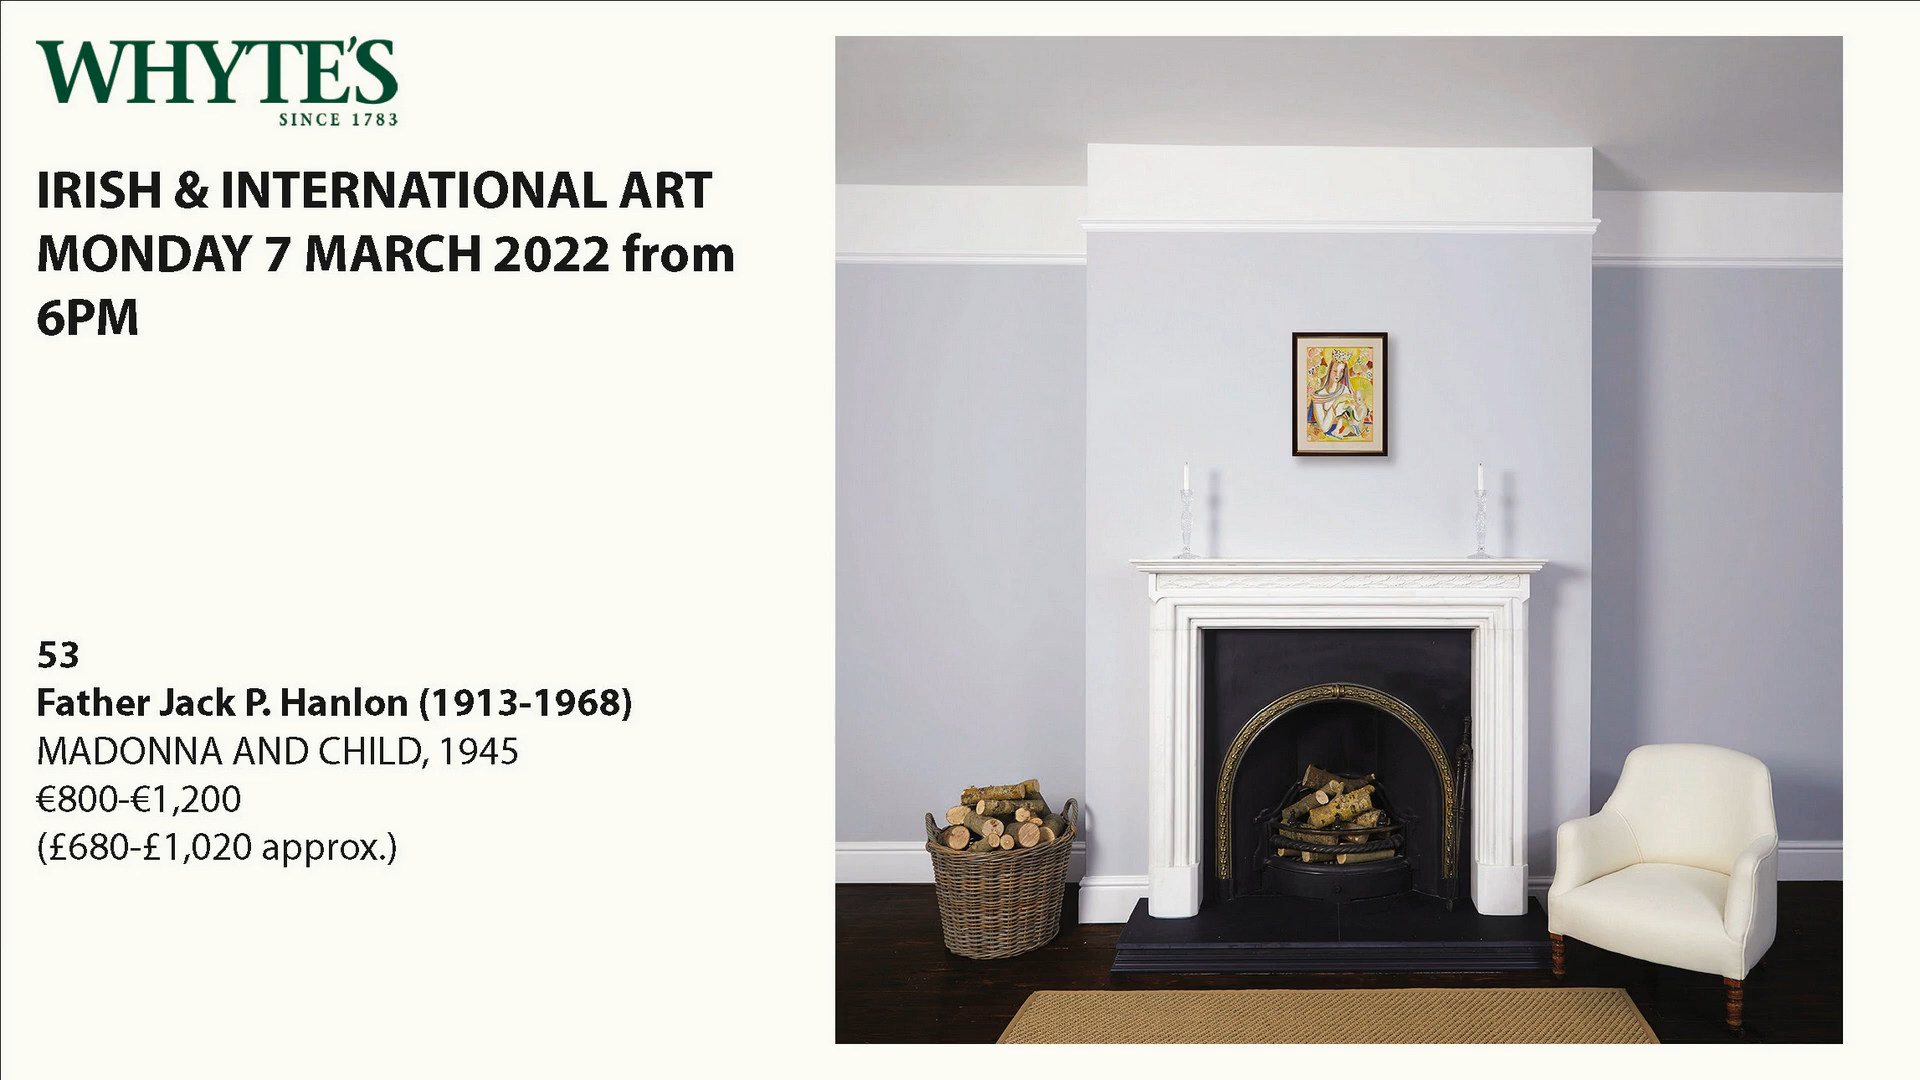 WHYTE'S
SINCE 1783
IRISH & INTERNATIONAL ART
MONDAY 7 MARCH 2022 from
6PM
53
Father Jack P. Hanlon (1913-1968)
MADONNA AND CHILD, 1945
€800-€1,200
(£680-£1,020 approx.)